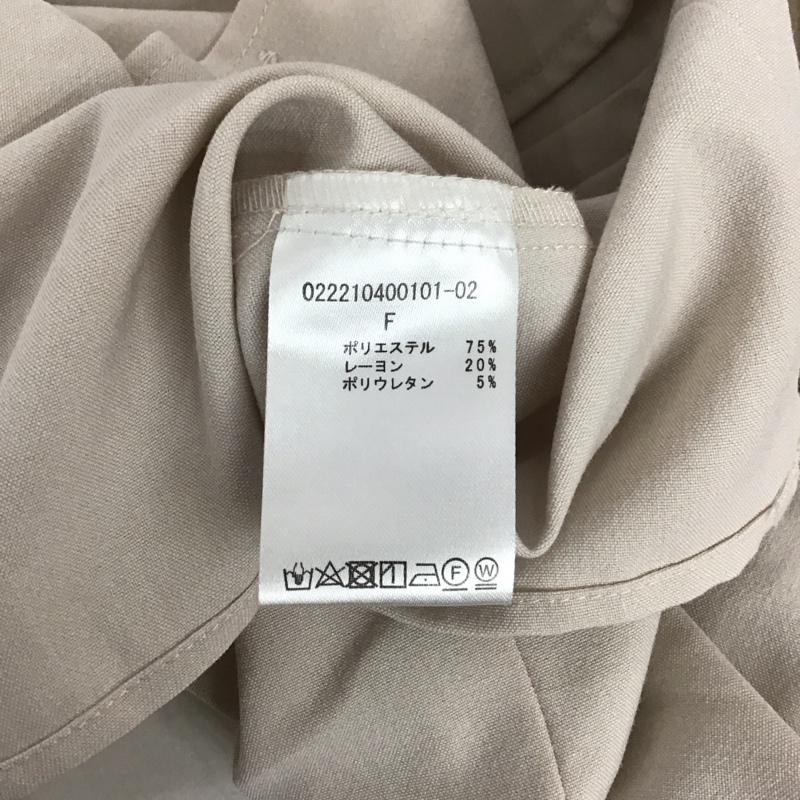 022210400101-02
F
ポリエステル 75%
レーヨン 20%
ポリウレタン 5%
F W